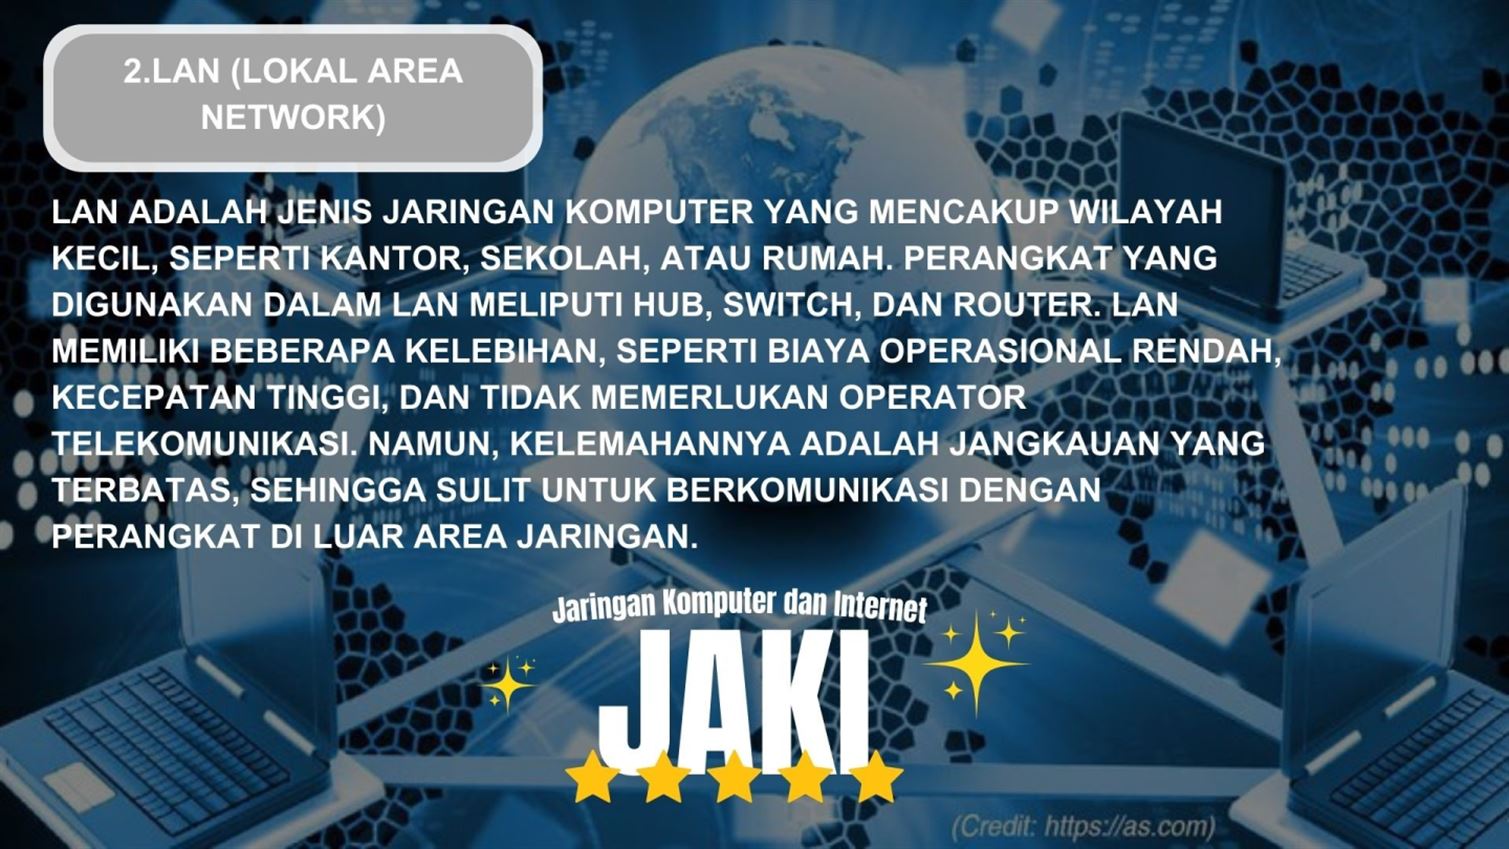 2.LAN (LOKAL AREA
NETWORK)
LAN ADALAH JENIS JARINGAN KOMPUTER YANG MENCAKUP WILAYAH
KECIL, SEPERTI KANTOR, SEKOLAH, ATAU RUMAH. PERANGKAT YANG
DIGUNAKAN DALAM LAN MELIPUTI HUB, SWITCH, DAN ROUTER. LAN
MEMILIKI BEBERAPA KELEBIHAN, SEPERTI BIAYA OPERASIONAL RENDAH,
KECEPATAN TINGGI, DAN TIDAK MEMERLUKAN OPERATOR
TELEKOMUNIKASI. NAMUN, KELEMAHANNYA ADALAH JANGKAUAN YANG
TERBATAS, SEHINGGA SULIT UNTUK BERKOMUNIKASI DENGAN
PERANGKAT DI LUAR AREA JARINGAN.
Jaringan Komputer dan Internet
JAKI
(Credit: https://as.com)